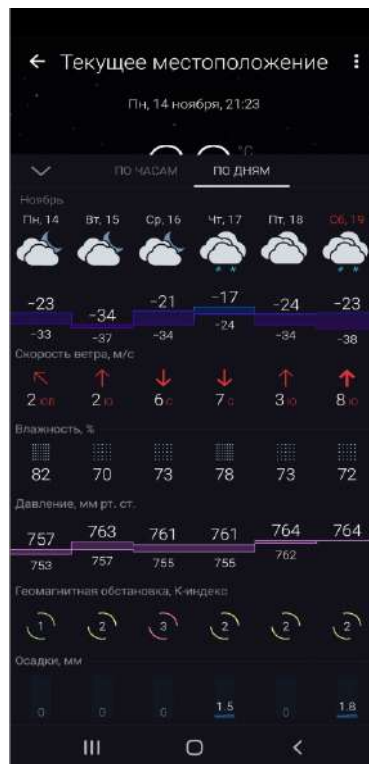 Текущее местоположение
Пн, 14 ноября, 21:23
°C
ПО ЧАСАМ ПО ДНЯМ
Ноябрь
Пн, 14 Вт, 15 Ср, 16 Чт, 17 Пт, 18 Сб, 19
-23 -34 -21 -17 -24 -23
-33 -37 -34 -24 -34 -38
Скорость ветра, м/с
2 ЮВ 2 Ю 6 С 7 С 3 Ю 8 Ю
Влажность, %
82 70 73 78 73 72
Давление, мм рт. ст.
757 763 761 761 764 764
753 757 755 755 762
Геомагнитная обстановка, К-индекс
1 2 3 2 2 2
Осадки, мм
0 0 0 1.5 0 1.8